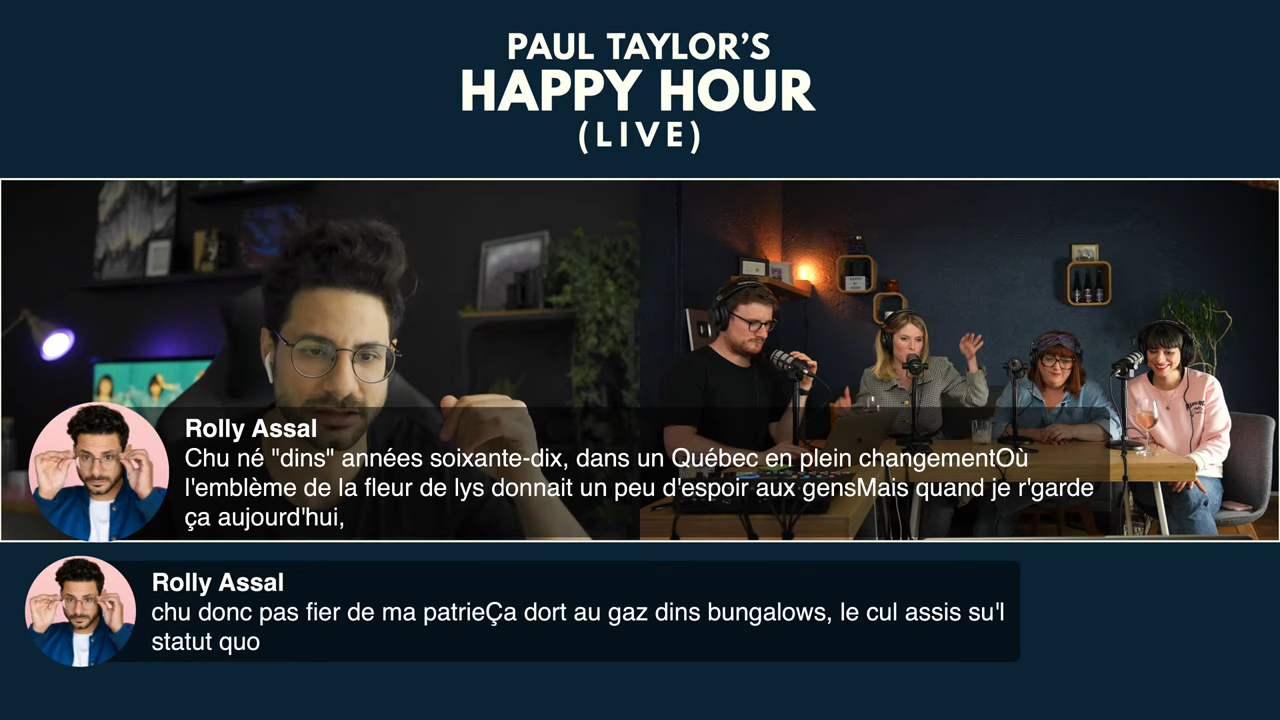 PAUL TAYLOR'S
HAPPY HOUR
(LIVE)
Rolly Assal
Chu né "dins" années soixante-dix, dans un Québec en plein changementOù
l'emblème de la fleur de lys donnait un peu d'espoir aux gensMais quand je r'garde
ça aujourd'hui,
Rolly Assal
chu donc pas fier de ma patrieÇa dort au gaz dins bungalows, le cul assis su'l
statut quo